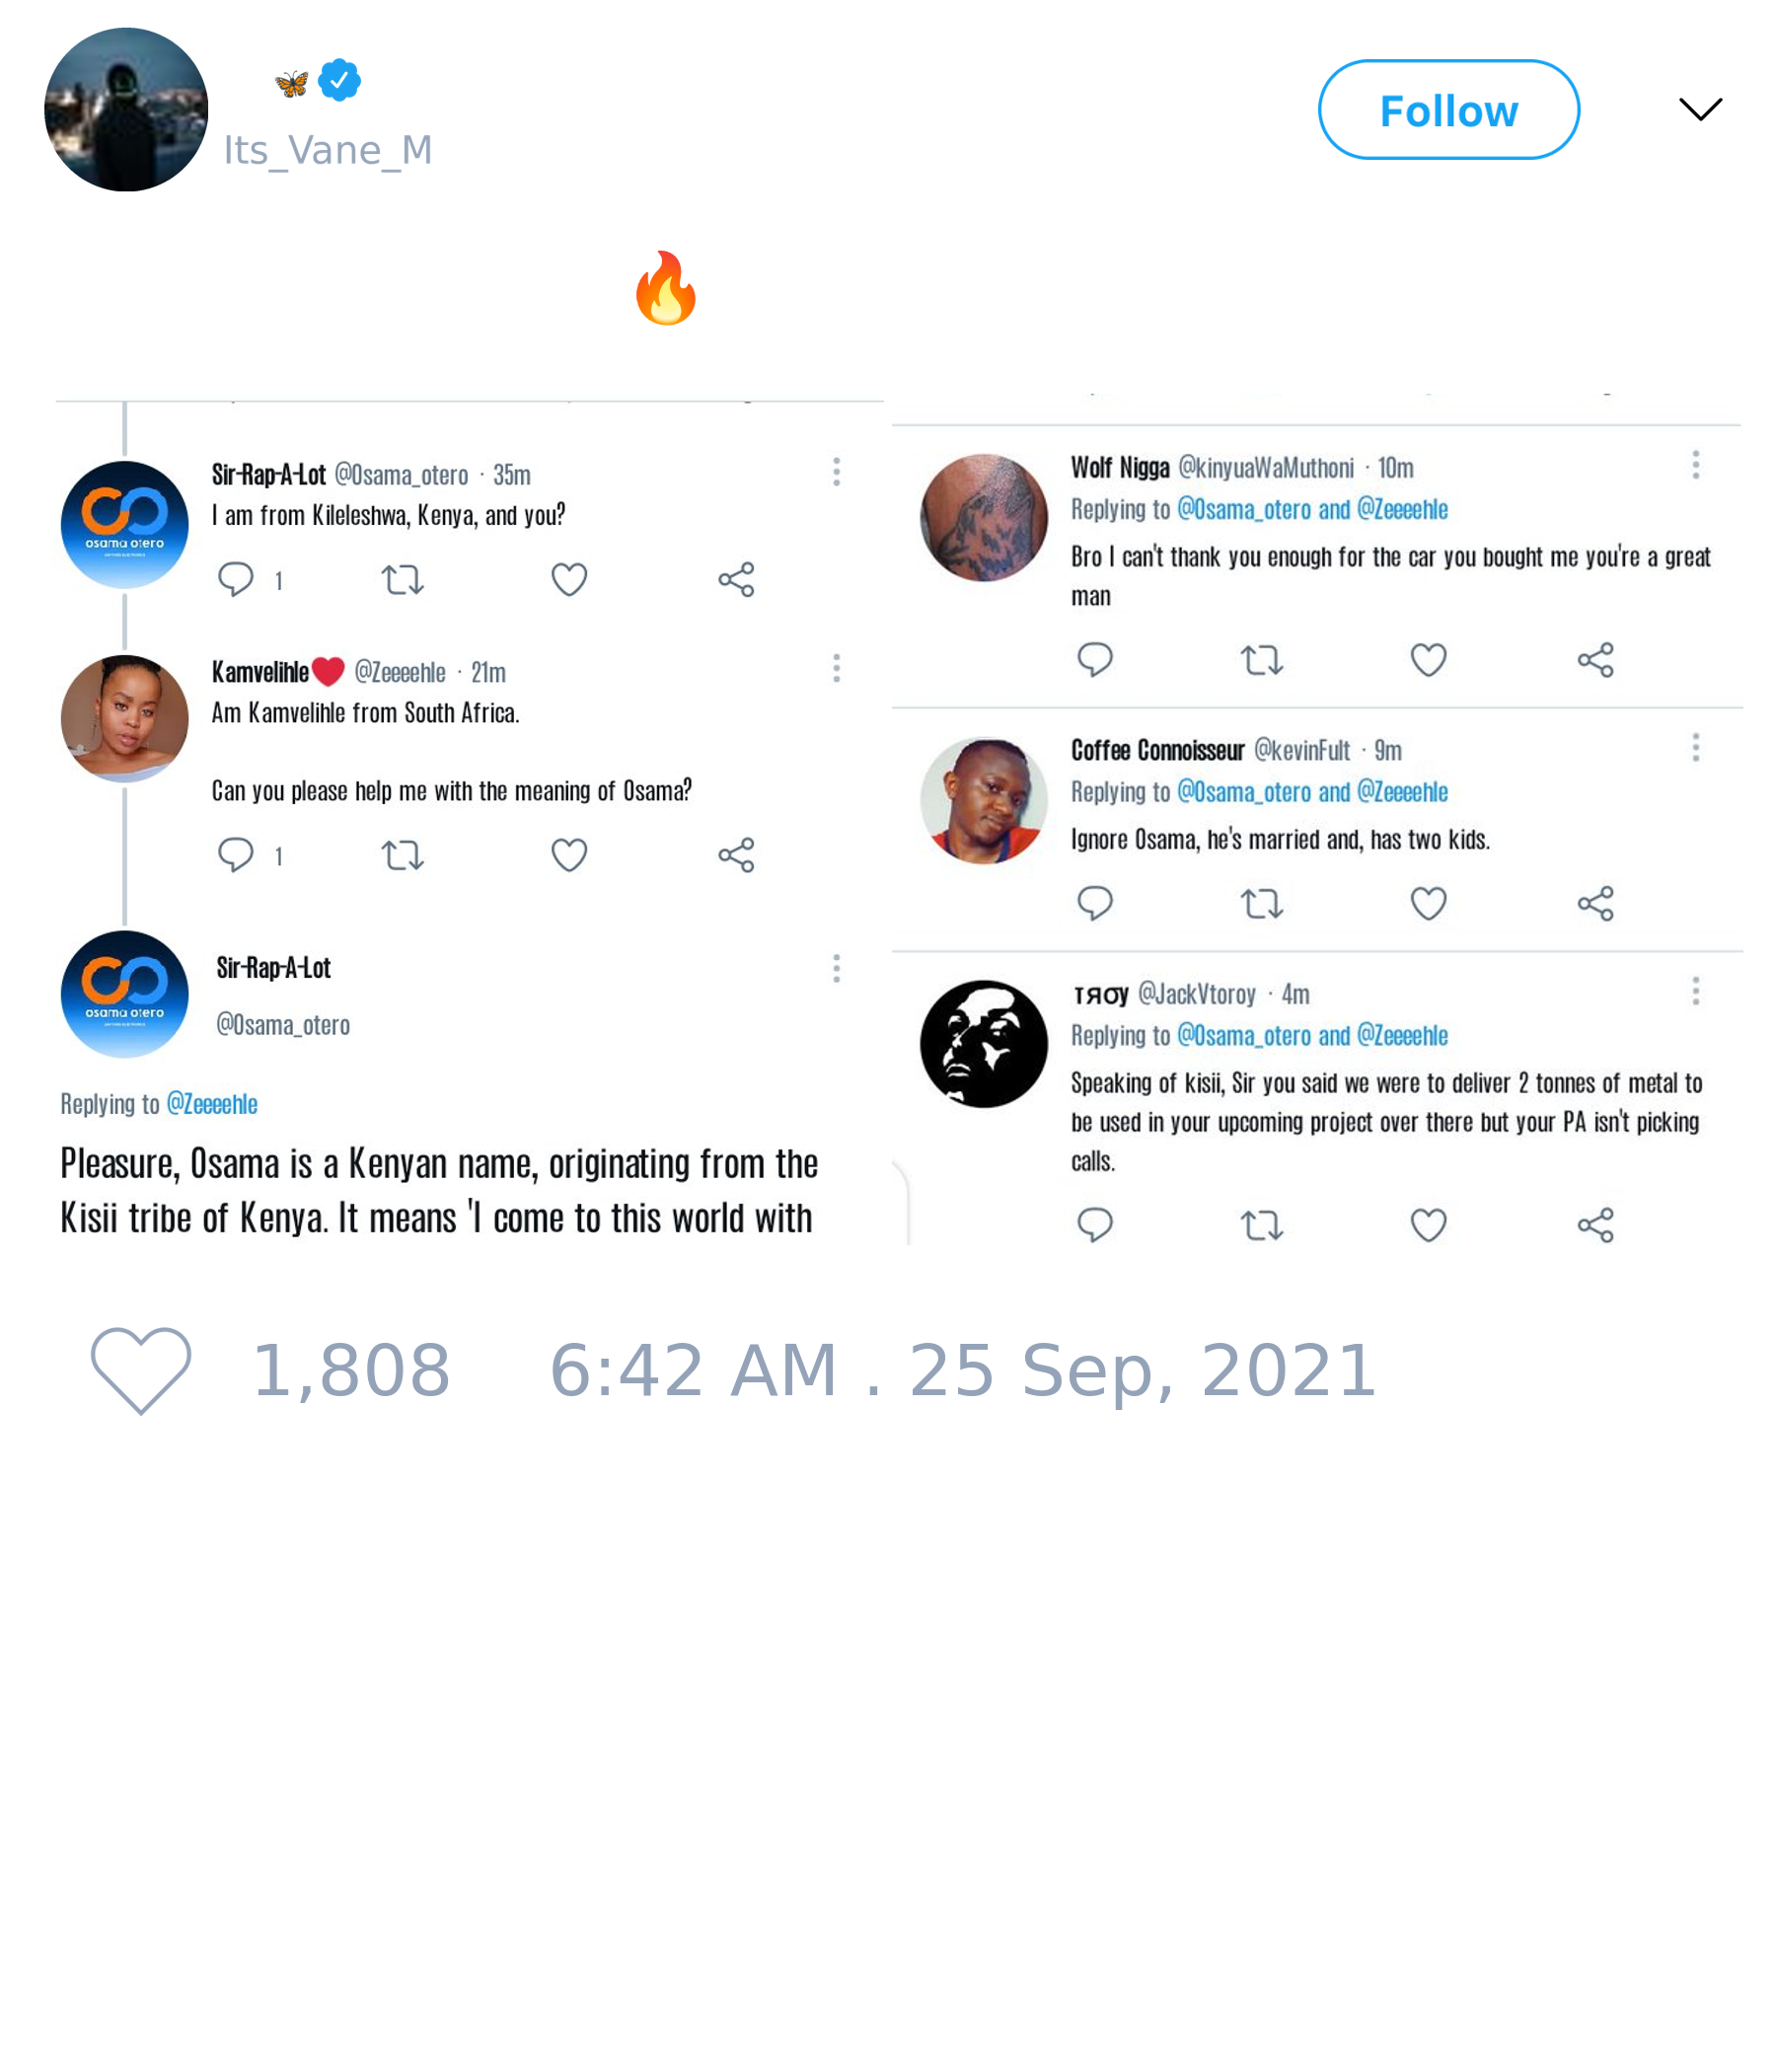 🦋
Its_Vane_M
Follow
🔥
Sir-Rap-A-Lot @Osama_otero · 35m
I am from Kileleshwa, Kenya, and you?
1
osama otero
Kamvelihle❤️ @Zeeeehle · 21m
Am Kamvelihle from South Africa.
Can you please help me with the meaning of Osama?
1
Sir-Rap-A-Lot
@Osama_otero
osama otero
Replying to @Zeeeehle
Pleasure, Osama is a Kenyan name, originating from the
Kisii tribe of Kenya. It means 'I come to this world with
Wolf Nigga @kinyuaWaMuthoni · 10m
Replying to @Osama_otero and @Zeeeehle
Bro I can't thank you enough for the car you bought me you're a great
man
Coffee Connoisseur @kevinFult · 9m
Replying to @Osama_otero and @Zeeeehle
Ignore Osama, he's married and, has two kids.
тяσy @JackVtoroy · 4m
Replying to @Osama_otero and @Zeeeehle
Speaking of kisii, Sir you said we were to deliver 2 tonnes of metal to
be used in your upcoming project over there but your PA isn't picking
calls.
1,808 6:42 AM . 25 Sep, 2021